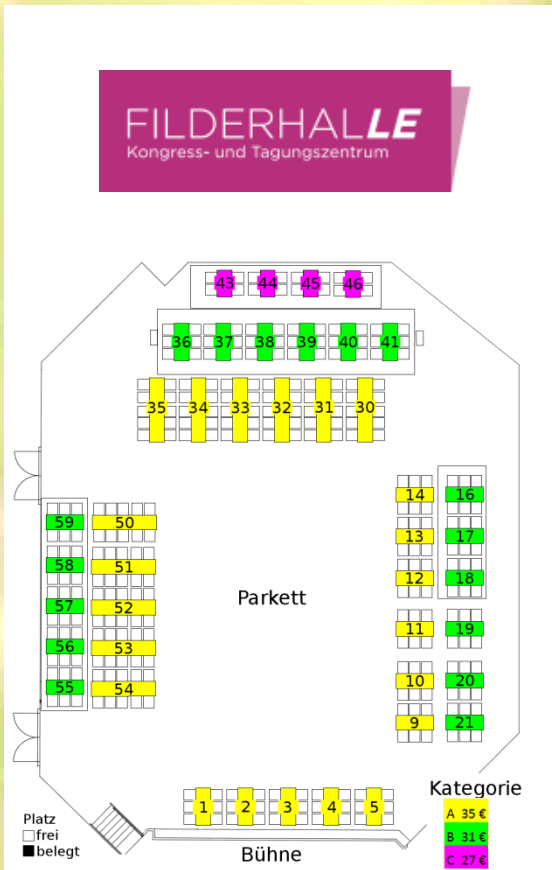 FILDERHALLE
Kongress- und Tagungszentrum
43 44 45 46
36 37 38 39 40 41
35 34 33 32 31 30
14 16
59 50
13 17
58 51
12 18
57 52
Parkett
11 19
56 53
10 20
55 54
9 21
Kategorie
1 2 3 4 5
A 35 €
Platz
frei
B 31 €
belegt
Bühne
C 27 €